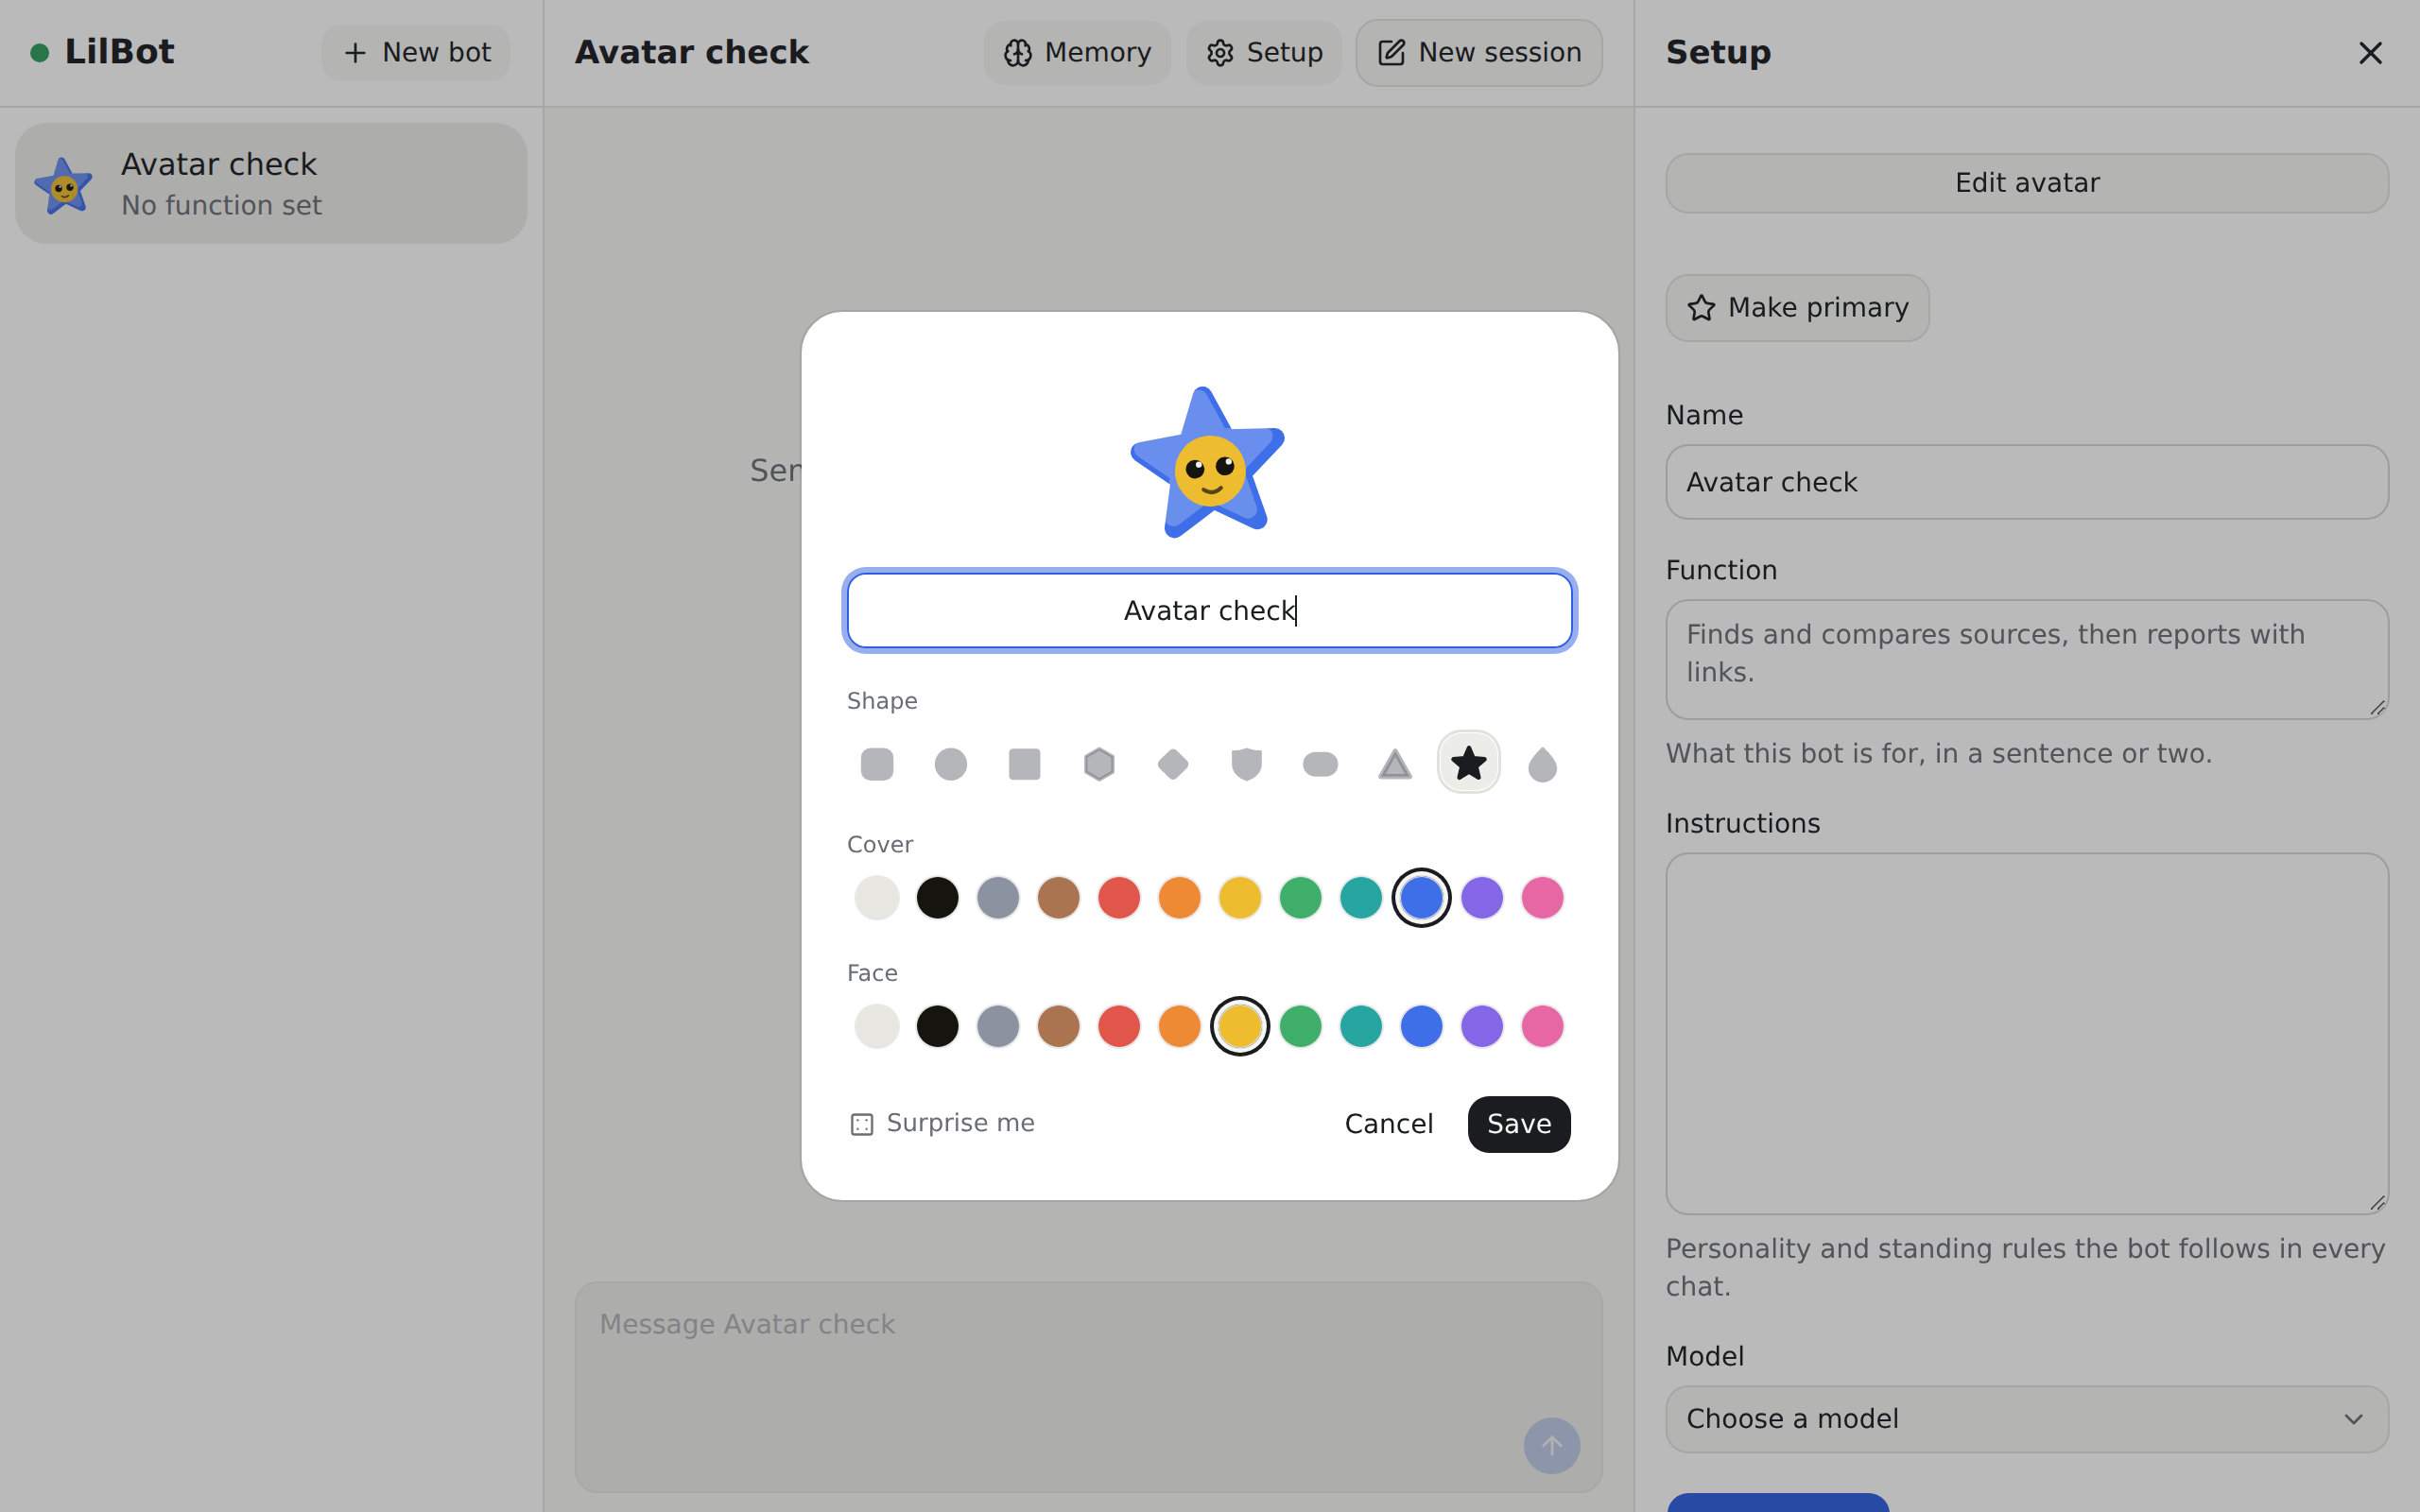 LilBot
New bot
Avatar check
No function set
Avatar check
Memory
Setup
New session
Avatar check
Shape
Cover
Face
Surprise me
Cancel
Save
Message Avatar check
Setup
Edit avatar
Make primary
Name
Avatar check
Function
Finds and compares sources, then reports with
links.
What this bot is for, in a sentence or two.
Instructions
Personality and standing rules the bot follows in every
chat.
Model
Choose a model